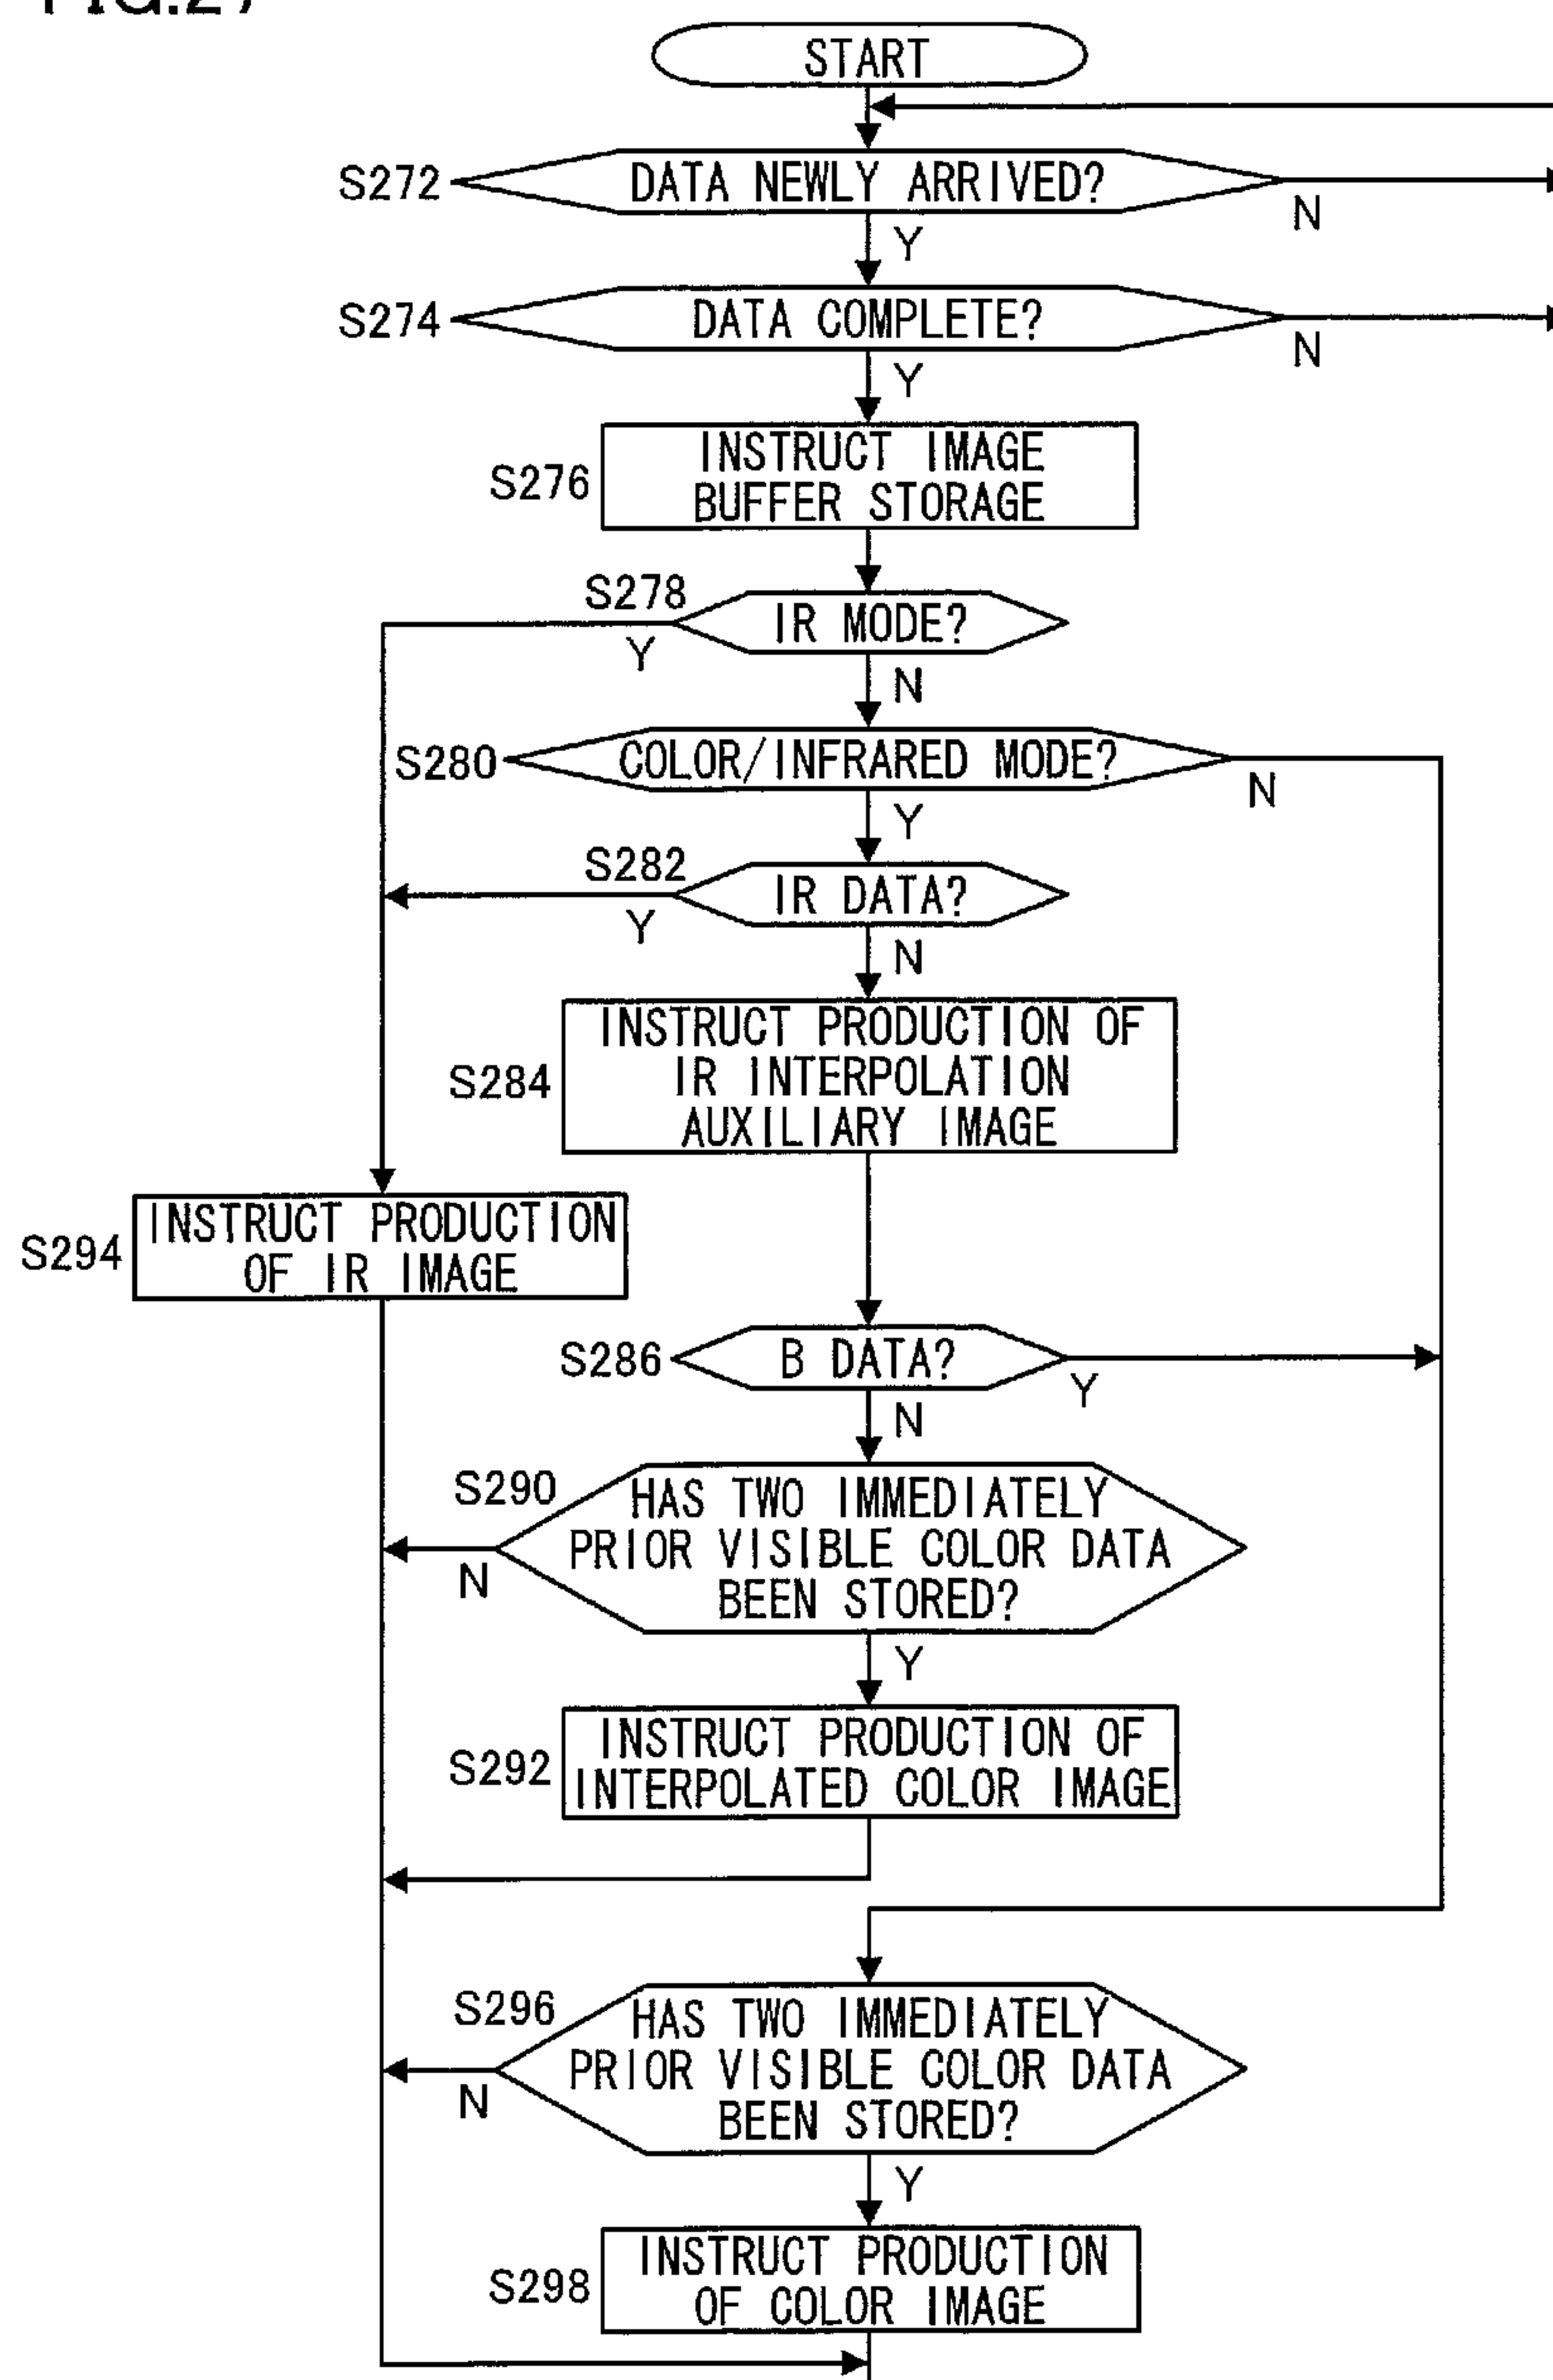 START
S272
DATA NEWLY ARRIVED?
N
Y
S274
DATA COMPLETE?
N
Y
S276
INSTRUCT IMAGE
BUFFER STORAGE
S278
IR MODE?
Y
N
S280
COLOR/INFRARED MODE?
N
Y
S282
IR DATA?
Y
N
S284
INSTRUCT PRODUCTION OF
IR INTERPOLATION
AUXILIARY IMAGE
S294
INSTRUCT PRODUCTION
OF IR IMAGE
S286
B DATA?
Y
N
S290
HAS TWO IMMEDIATELY
PRIOR VISIBLE COLOR DATA
BEEN STORED?
N
Y
S292
INSTRUCT PRODUCTION OF
INTERPOLATED COLOR IMAGE
S296
HAS TWO IMMEDIATELY
PRIOR VISIBLE COLOR DATA
BEEN STORED?
N
Y
S298
INSTRUCT PRODUCTION
OF COLOR IMAGE